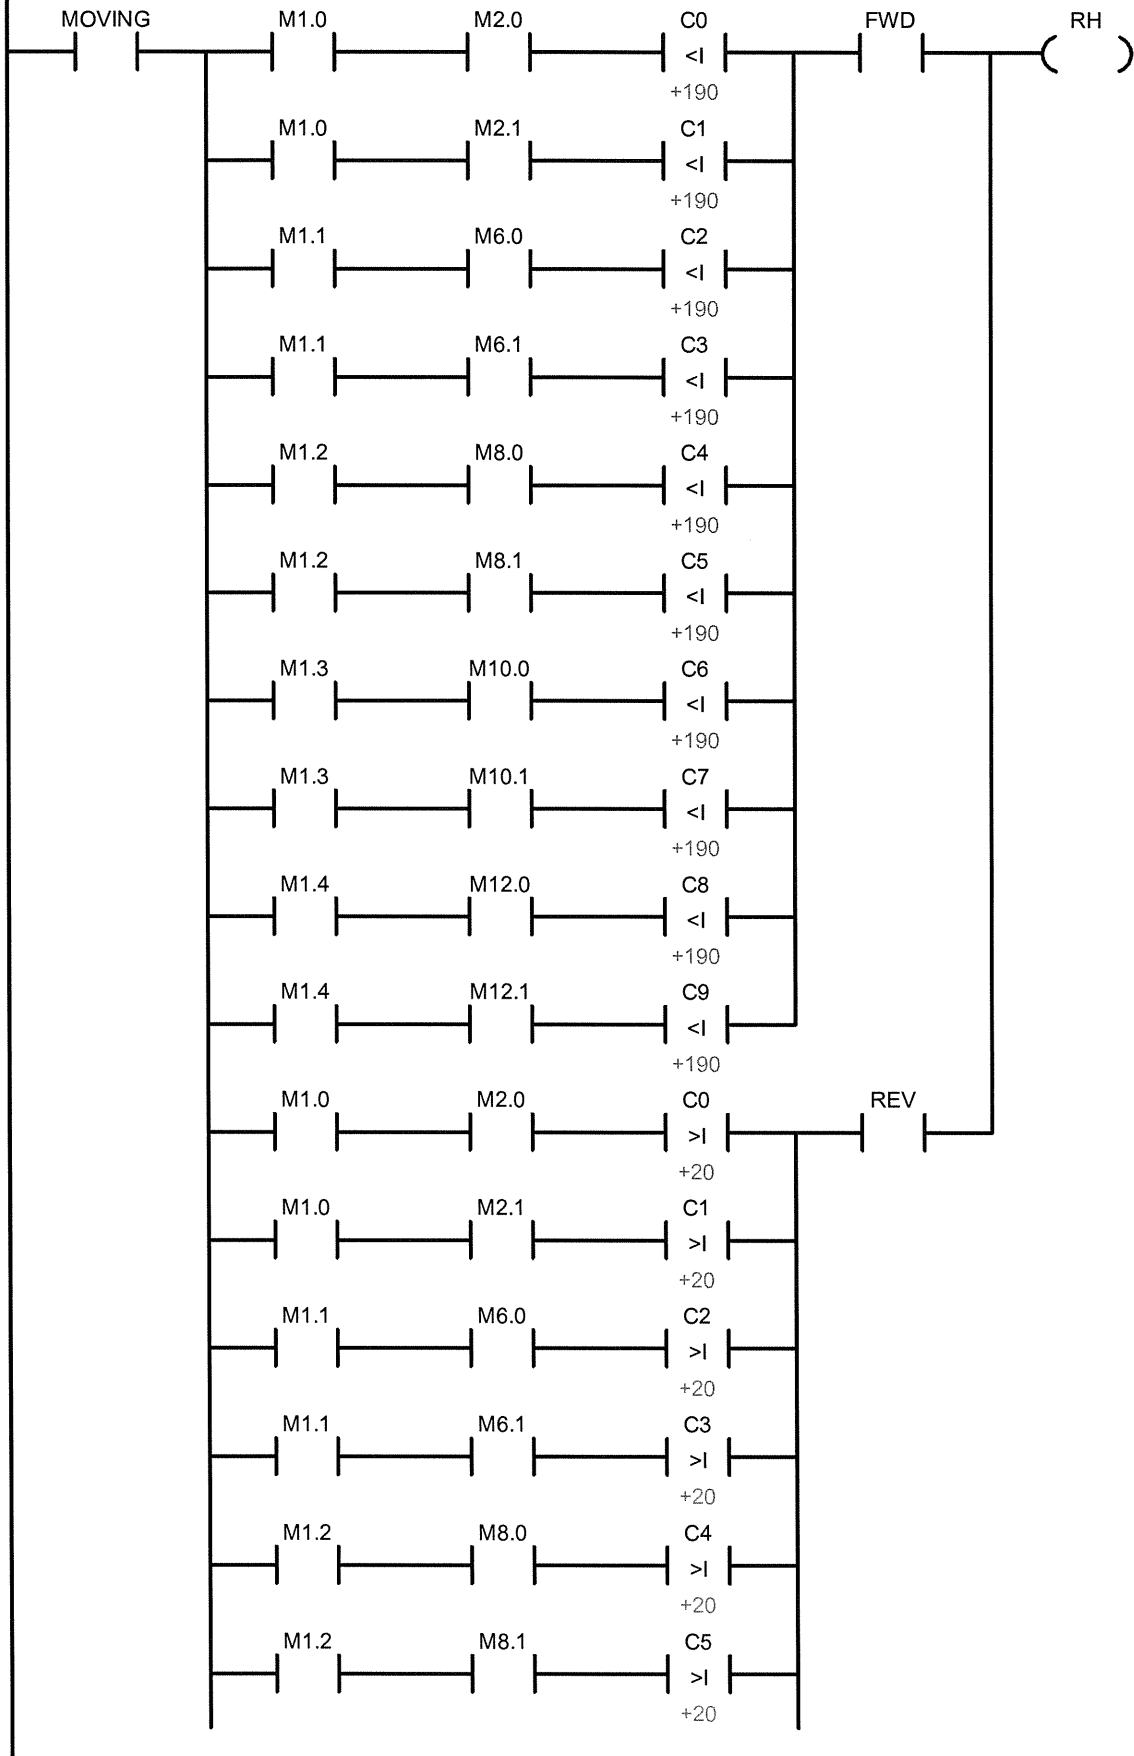 MOVING M1.0 M2.0 C0 FWD RH
<I
+190
M1.0 M2.1 C1
<I
+190
M1.1 M6.0 C2
<I
+190
M1.1 M6.1 C3
<I
+190
M1.2 M8.0 C4
<I
+190
M1.2 M8.1 C5
<I
+190
M1.3 M10.0 C6
<I
+190
M1.3 M10.1 C7
<I
+190
M1.4 M12.0 C8
<I
+190
M1.4 M12.1 C9
<I
+190
M1.0 M2.0 C0 REV
>I
+20
M1.0 M2.1 C1
>I
+20
M1.1 M6.0 C2
>I
+20
M1.1 M6.1 C3
>I
+20
M1.2 M8.0 C4
>I
+20
M1.2 M8.1 C5
>I
+20